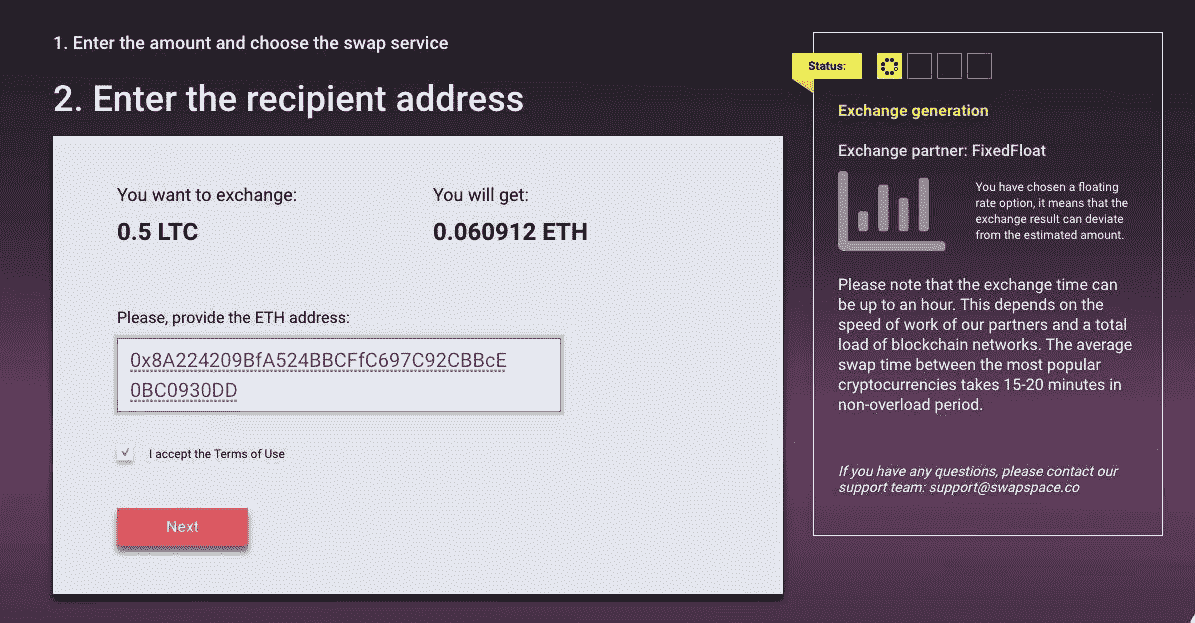 1. Enter the amount and choose the swap service
2. Enter the recipient address
You want to exchange:
0.5 LTC
You will get:
0.060912 ETH
Please, provide the ETH address:
0x8A224209BfA524BBCFfC697C92CBBcE
0BC0930DD
I accept the Terms of Use
Next
Status:
Exchange generation
Exchange partner: FixedFloat
You have chosen a floating
rate option, it means that the
exchange result can deviate
from the estimated amount.
Please note that the exchange time can
be up to an hour. This depends on the
speed of work of our partners and a total
load of blockchain networks. The average
swap time between the most popular
cryptocurrencies takes 15-20 minutes in
non-overload period.
If you have any questions, please contact our
support team: support@swapspace.co